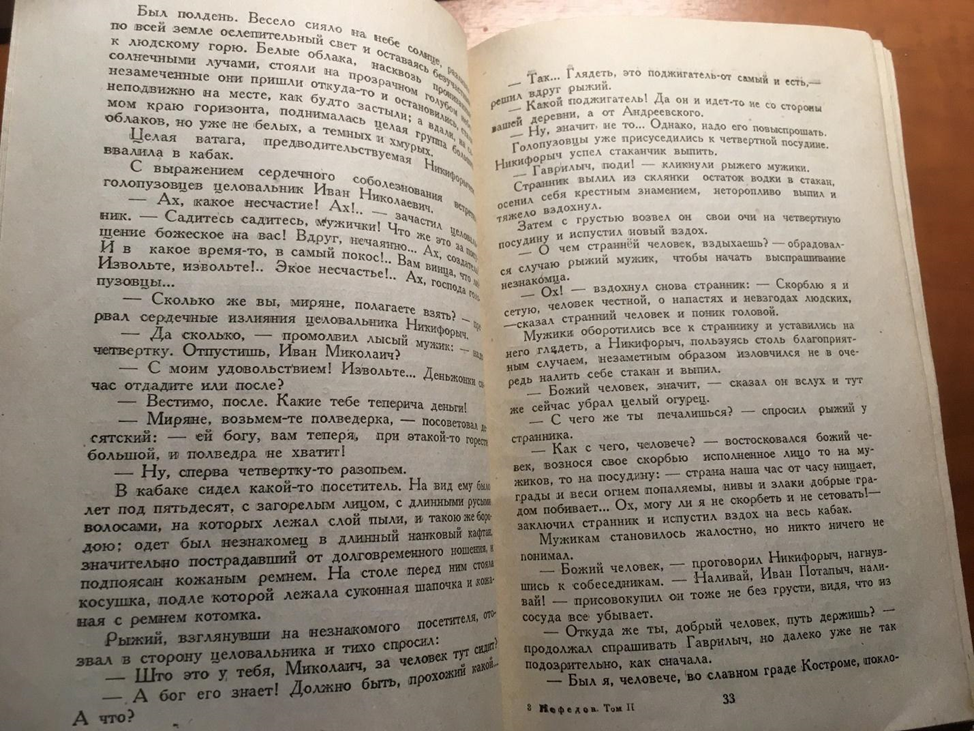 Был полдень. Весело сияло на небе солнце,
по всей земле ослепительный свет и оставаясь
к людскому горю. Белые облака, насквозь
солнечными лучами, стояли на прозрачном голубом
незамеченные они пришли откуда-то и остановились,
неподвижно на месте, как будто застыли; а вдали, на
мом краю горизонта, поднималась целая группа
облаков, но уже не белых, а темных и хмурых.
Целая ватага, предводительствуемая
ввалила в кабак.
С выражением сердечного соболезнования
голопузовцев целовальник Иван Николаевич.
— Ах, какое несчастие! Ах!.. — зачастил
ник. — Садитесь садитесь, мужички! Что же это за
щение божеское на вас! Вдруг, нечаянно... Ах,
И в какое время-то, в самый покос!.. Вам винца, что
Извольте, извольте!.. Экое несчастье!.. Ах, господа
пузовцы...
— Сколько же вы, миряне, полагаете взять? —
рвал сердечные излияния целовальника Никифорыч.
— Да сколько, — промолвил лысый мужик: —
четвертку. Отпустишь, Иван Миколаич?
— С моим удовольствием! Извольте... Деньжонки
час отдадите или после?
— Вестимо, после. Какие тебе теперича деньги!
— Миряне, возьмем-те полведерка, — посоветовал де
сятский: — ей богу, вам теперя, при этакой-то горести
большой, и полведра не хватит!
— Ну, сперва четвертку-то разопьем.
В кабаке сидел какой-то посетитель. На вид ему было
лет под пятьдесят, с загорелым лицом, с длинными русыми
волосами, на которых лежал слой пыли, и такою же боро-
дою; одет был незнакомец в длинный нанковый кафтан,
значительно пострадавший от долговременного ношения, и
подпоясан кожаным ремнем. На столе перед ним стояла
косушка, подле которой лежала суконная шапочка и кожа-
ная с ремнем котомка.
Рыжий, взглянувши на незнакомого посетителя, ото-
звал в сторону целовальника и тихо спросил:
— Што это у тебя, Миколаич, за человек тут сидит?
— А бог его знает! Должно быть, прохожий какой...
А что?
— Так... Глядеть, это поджигатель-от самый и есть,—
решил вдруг рыжий.
— Какой поджигатель! Да он и идет-то не со стороны
вашей деревни, а от Андреевского.
— Ну, значит не то... Однако, надо его повыспрошать.
Голопузовцы уже присуседились к четвертной посудине.
Никифорыч успел стаканчик выпить.
— Гаврилыч, поди! — кликнули рыжего мужики.
Странник вылил из склянки остаток водки в стакан,
осенил себя крестным знамением, неторопливо выпил и
тяжело вздохнул.
Затем с грустью возвел он свои очи на четвертную
посудину и испустил новый вздох.
— О чем странной человек, вздыхаешь? — обрадовал-
ся случаю рыжий мужик, чтобы начать выспрашивание
незнакомца.
— Ох! — вздохнул снова странник: — Скорблю я и
сетую, человек честной, о напастях и невзгодах людских,
—сказал странний человек и поник головой.
Мужики оборотились все к страннику и уставились на
него глядеть, а Никифорыч, пользуясь столь благоприят-
ным случаем, незаметным образом изловчился не в оче-
редь налить себе стакан и выпил.
— Божий человек, значит, — сказал он вслух и тут
же сейчас убрал целый огурец.
— С чего же ты печалишься? — спросил рыжий у
странника.
— Как с чего, человече? — востосковался божий че-
век, вознося свое скорбью исполненное лицо то на му-
жиков, то на посудину: — страна наша час от часу нищает,
грады и веси огнем попаляемы, нивы и злаки добрые гра-
дом побивает... Ох, могу ли я не скорбеть и не сетовать!—
заключил странник и испустил вздох на весь кабак.
Мужикам становилось жалостно, но никто ничего не
понимал.
— Божий человек, — проговорил Никифорыч, нагнув-
шись к собеседникам. — Наливай, Иван Потапыч, нали-
вай! — присовокупил он тоже не без грусти, видя, что из
сосуда все убывает.
— Откуда же ты, добрый человек, путь держишь? —
продолжал спрашивать Гаврилыч, но далеко уже не так
подозрительно, как сначала.
— Был я, человече, во славном граде Костроме, покло-
3 Нефедов. Том II
33